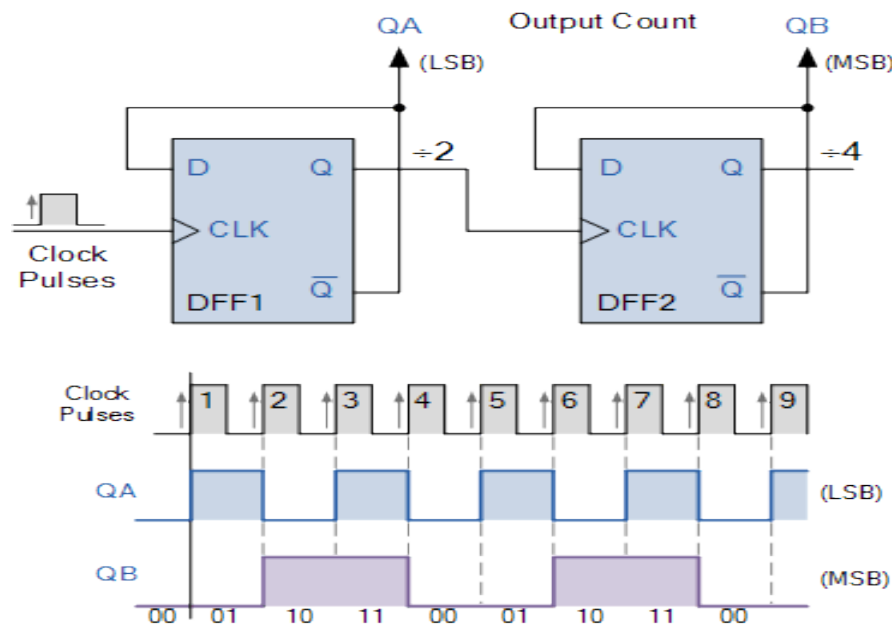 QA Output Count QB
(LSB) (MSB)
D Q ÷2 D Q ÷4
CLK CLK
Clock
Pulses
DFF1 Q̅ DFF2 Q̅
Clock
Pulses
1 2 3 4 5 6 7 8 9
QA (LSB)
QB (MSB)
00 01 10 11 00 01 10 11 00